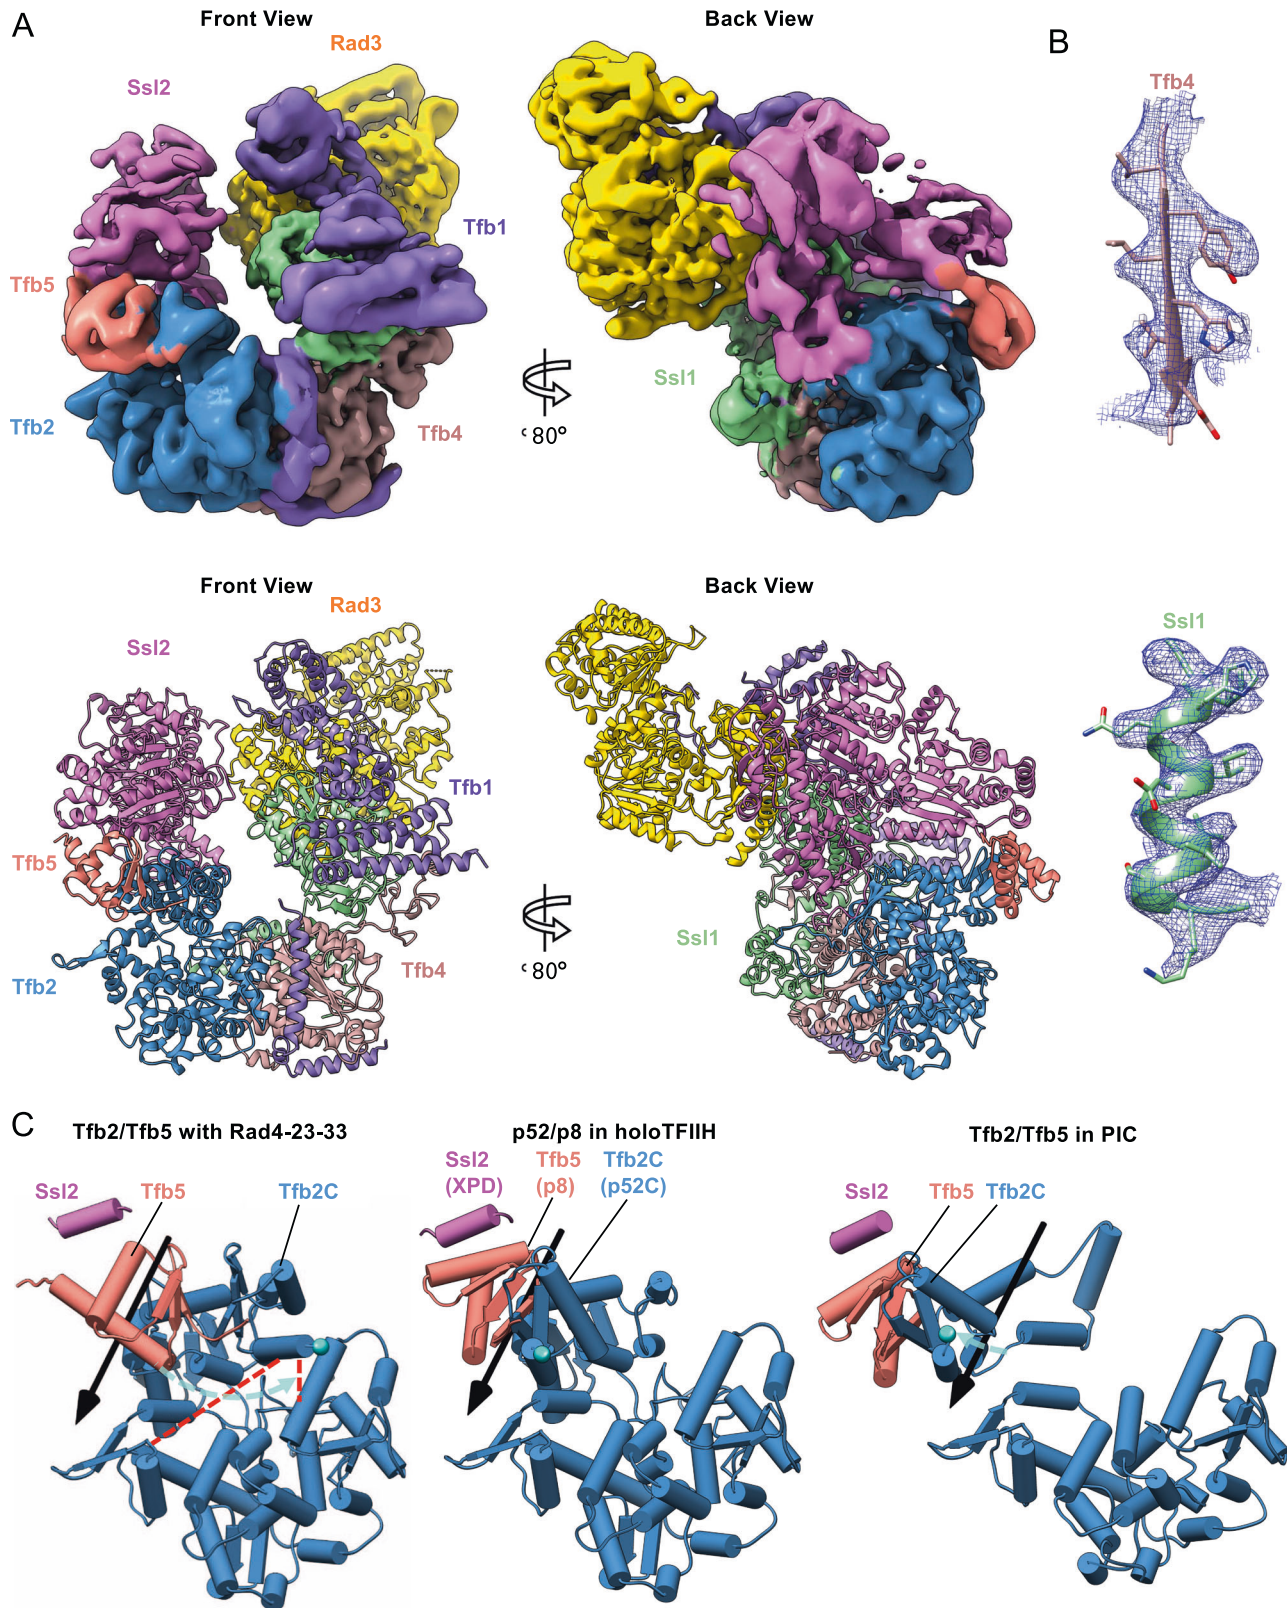 A
Front View
Back View
B
Rad3
Ssl2
Tfb4
Tfb1
Tfb5
Ssl1
Tfb2
Tfb4
80°
Front View
Back View
Rad3
Ssl1
Ssl2
Tfb1
Tfb5
Ssl1
Tfb4
Tfb2
80°
C
Tfb2/Tfb5 with Rad4-23-33
p52/p8 in holoTFIIH
Tfb2/Tfb5 in PIC
Ssl2
Tfb5
Tfb2C
Ssl2
(XPD)
Tfb5
(p8)
Tfb2C
(p52C)
Ssl2
Tfb5
Tfb2C